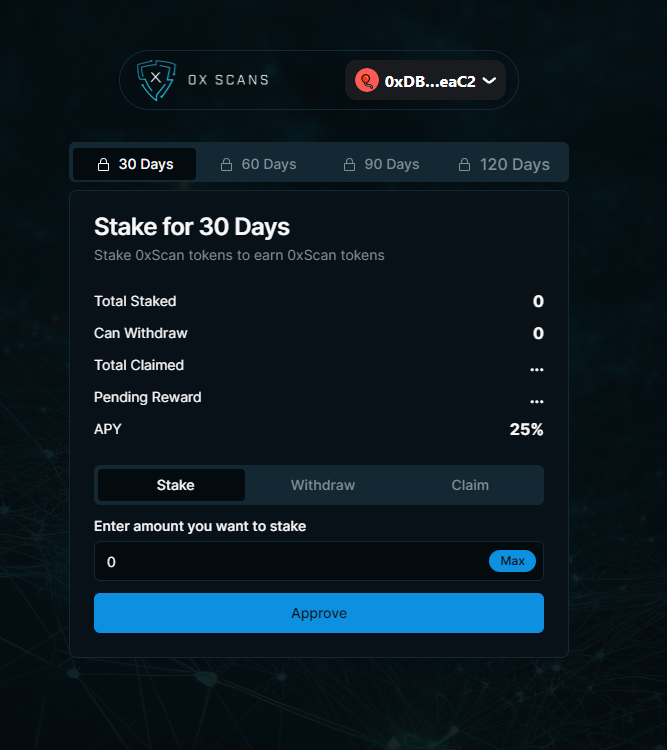 0X SCANS
0xDB...eaC2
30 Days
60 Days
90 Days
120 Days
Stake for 30 Days
Stake 0xScan tokens to earn 0xScan tokens
Total Staked 0
Can Withdraw 0
Total Claimed ...
Pending Reward ...
APY 25%
Stake Withdraw Claim
Enter amount you want to stake
0 Max
Approve